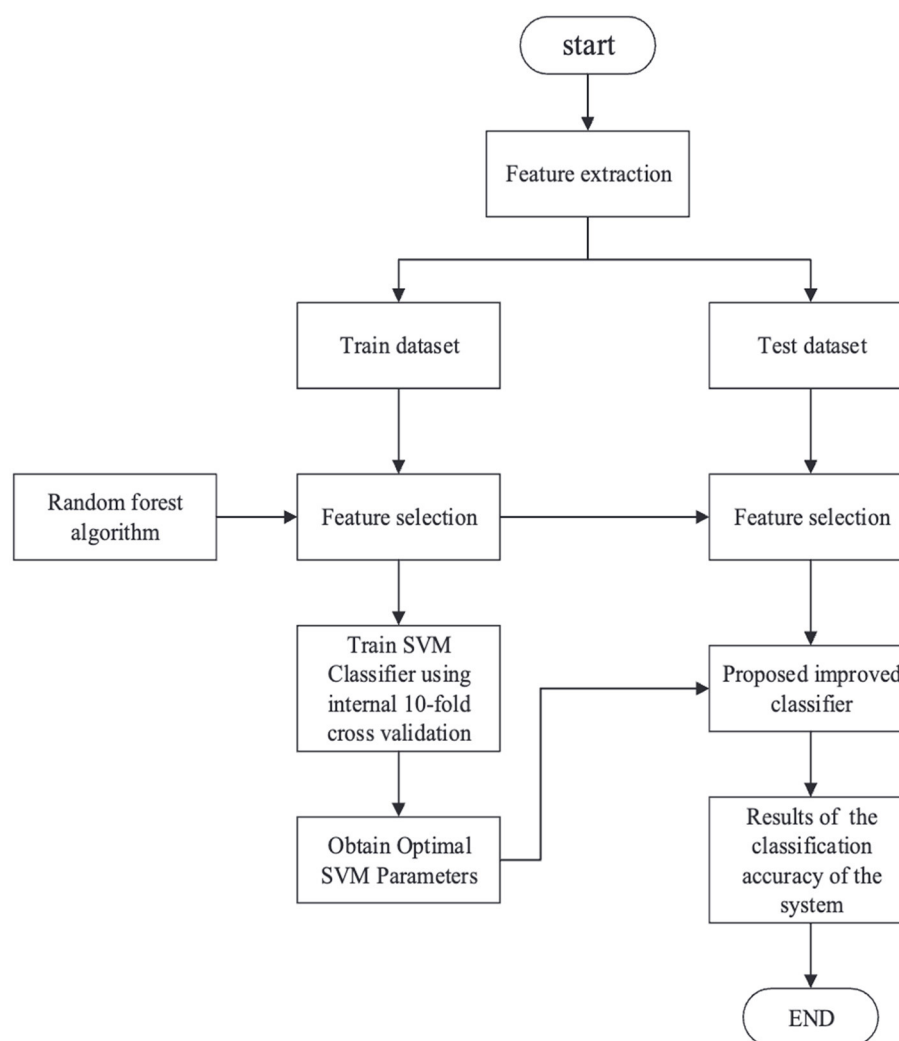 start
Feature extraction
Train dataset
Test dataset
Random forest
algorithm
Feature selection
Feature selection
Train SVM
Classifier using
internal 10-fold
cross validation
Proposed improved
classifier
Obtain Optimal
SVM Parameters
Results of the
classification
accuracy of the
system
END